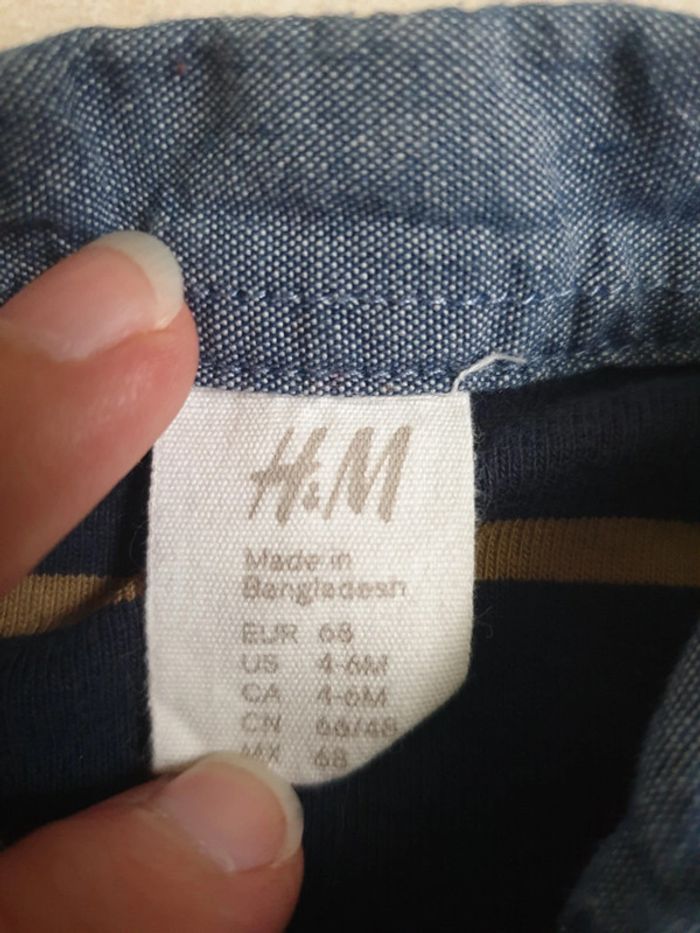 H&M
Made in
Bangladesh
EUR 68
US 4-6M
CA 4-6M
CN 66/48
MX 68